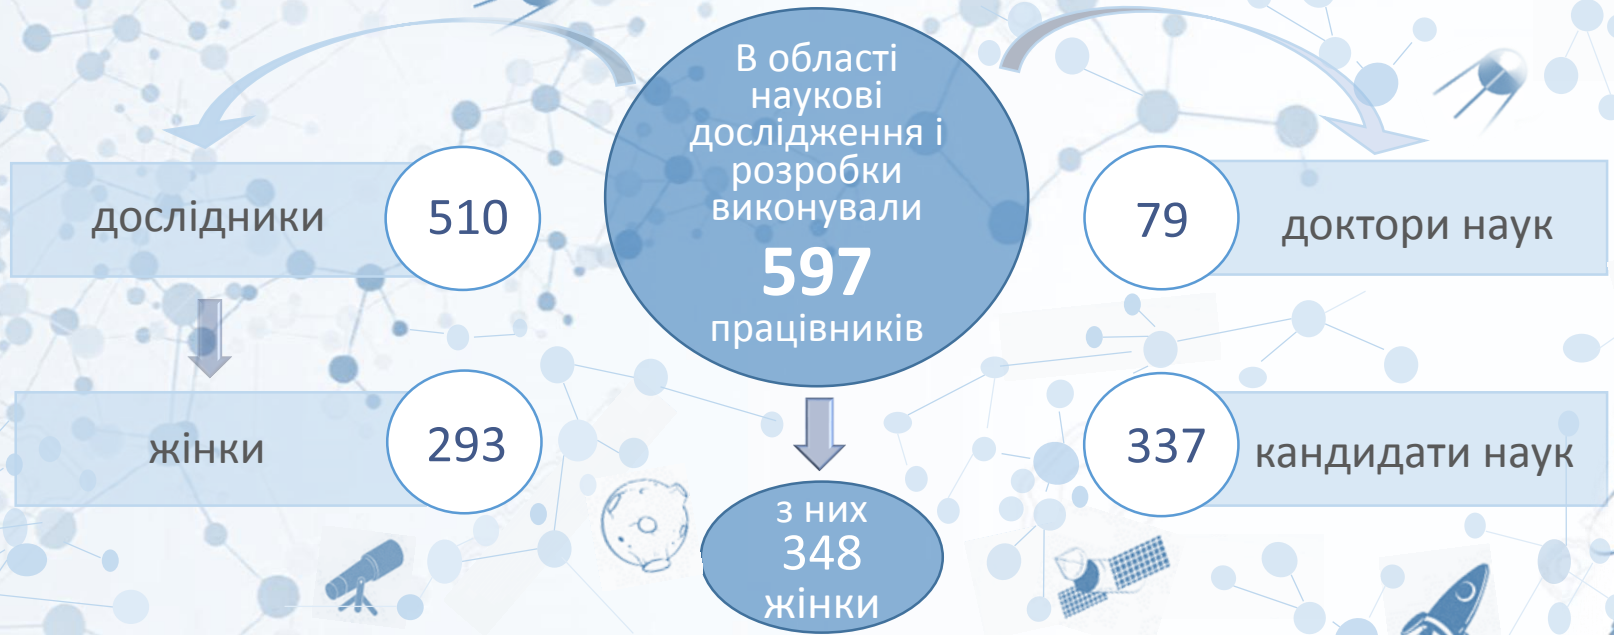 В області
наукові
дослідження і
розробки
виконували
597
працівників
дослідники
510
79
доктори наук
жінки
293
337
кандидати наук
з них
348
жінки